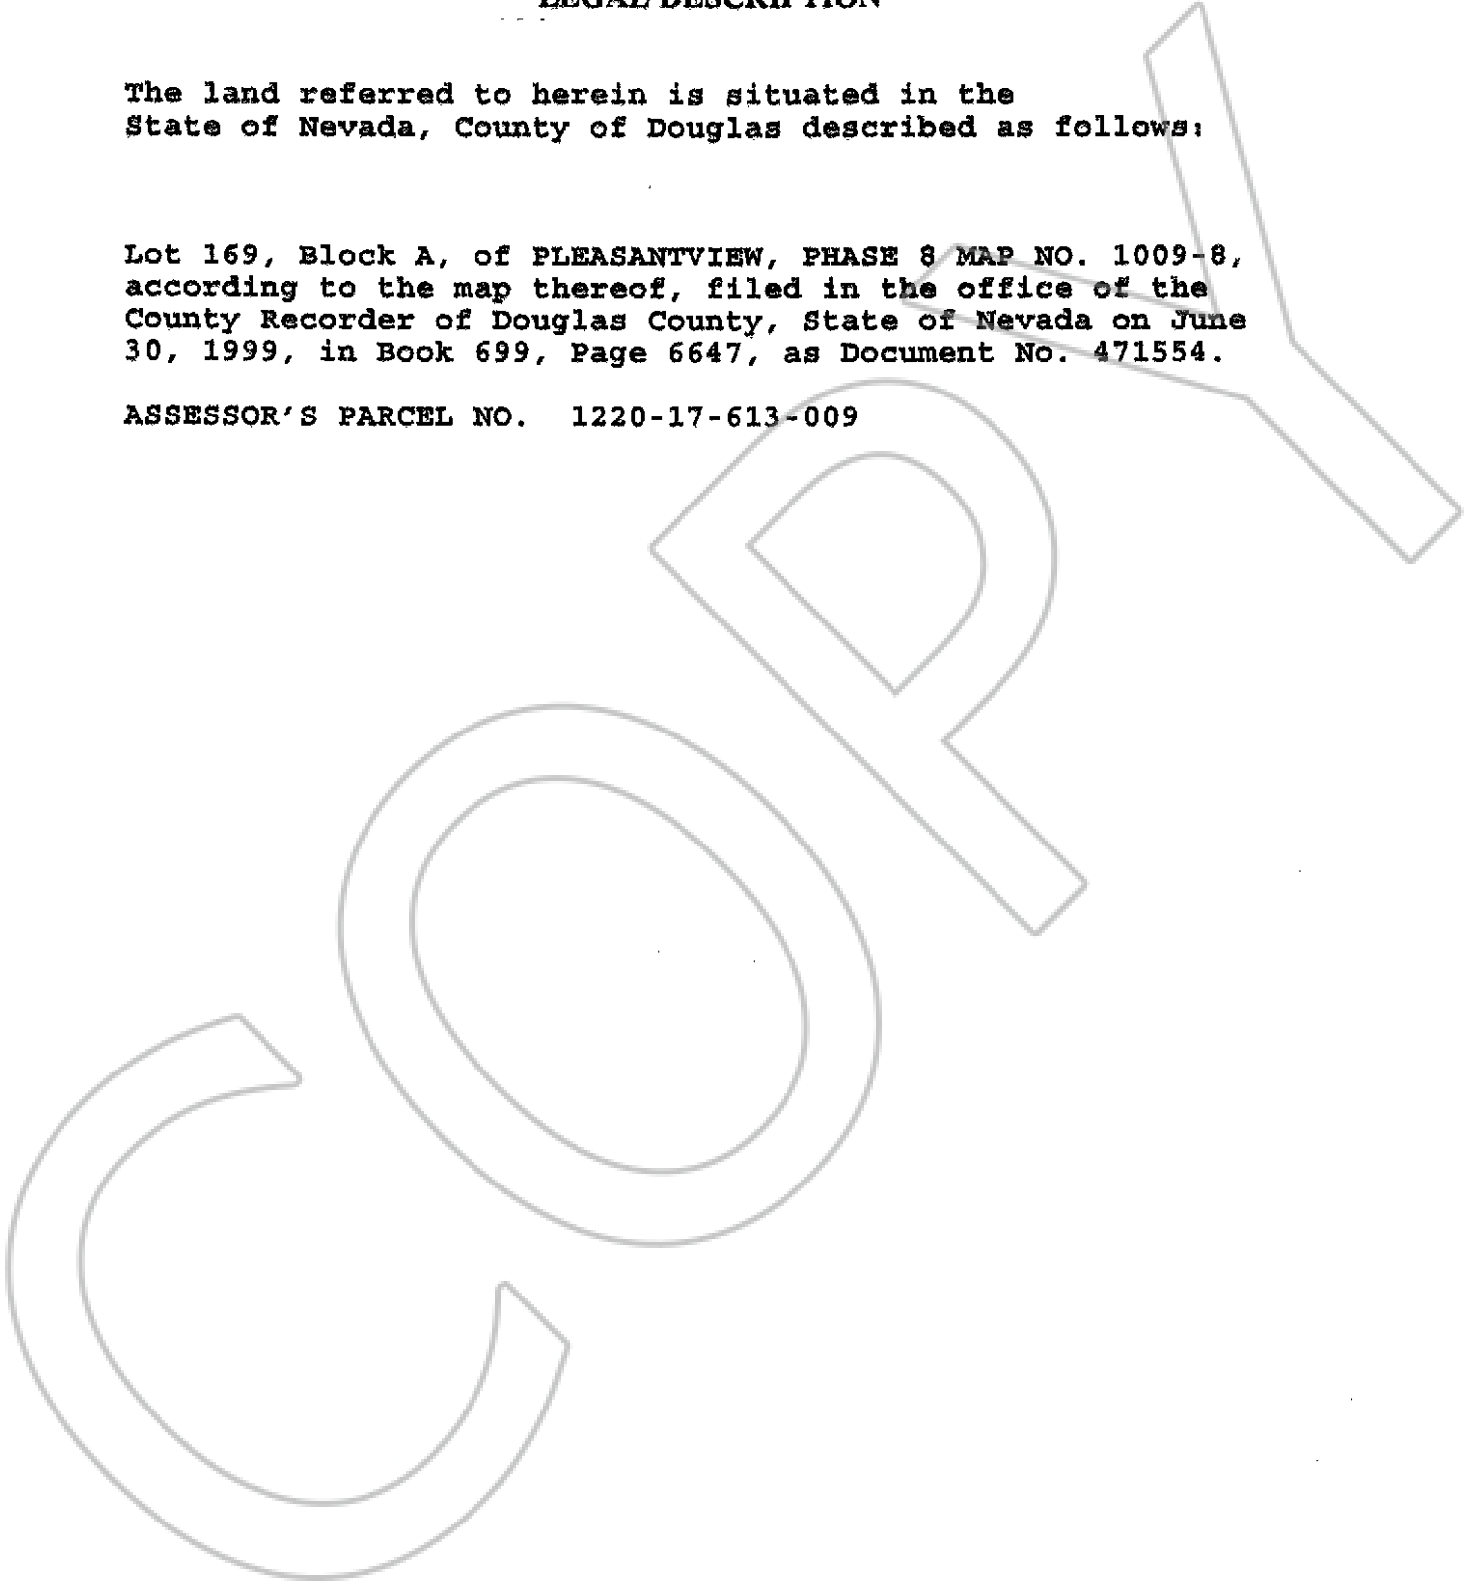 LEGAL DESCRIPTION
The land referred to herein is situated in the
State of Nevada, County of Douglas described as follows:
Lot 169, Block A, of PLEASANTVIEW, PHASE 8 MAP NO. 1009-8,
according to the map thereof, filed in the office of the
County Recorder of Douglas County, State of Nevada on June
30, 1999, in Book 699, Page 6647, as Document No. 471554.
ASSESSOR'S PARCEL NO. 1220-17-613-009
COPY